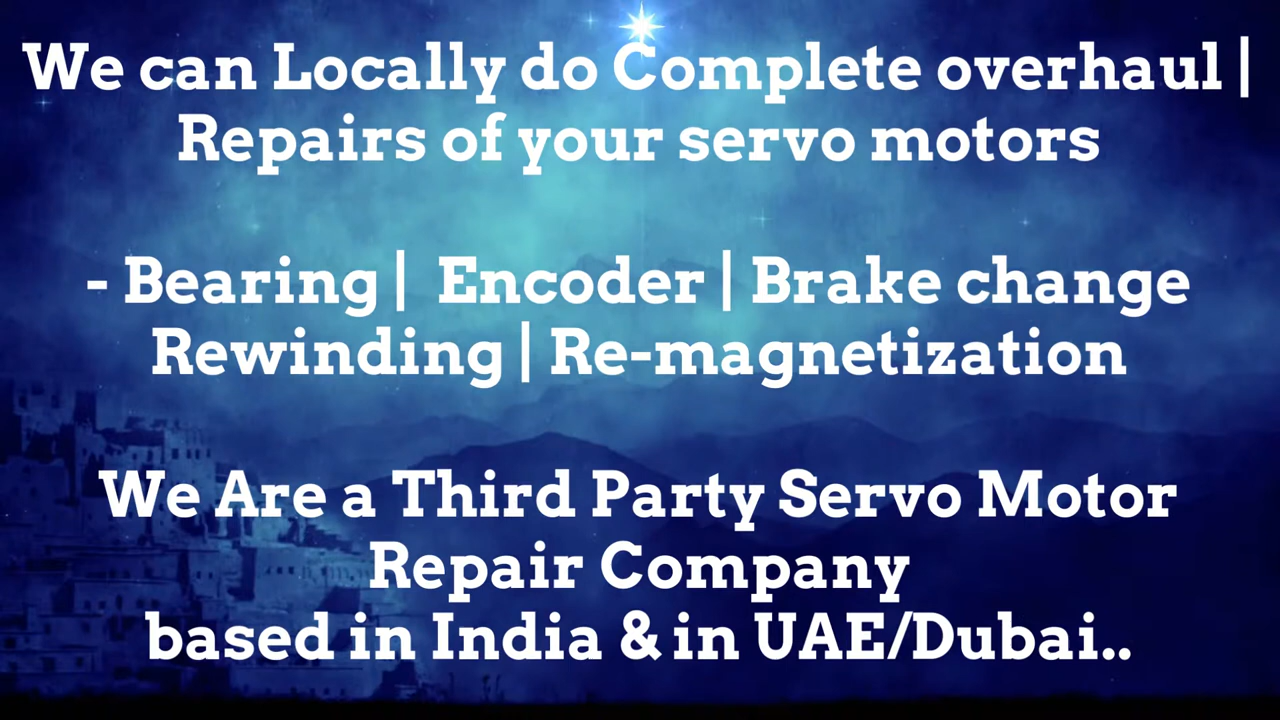 We can Locally do Complete overhaul |
Repairs of your servo motors
- Bearing | Encoder | Brake change
Rewinding | Re-magnetization
We Are a Third Party Servo Motor
Repair Company
based in India & in UAE/Dubai..